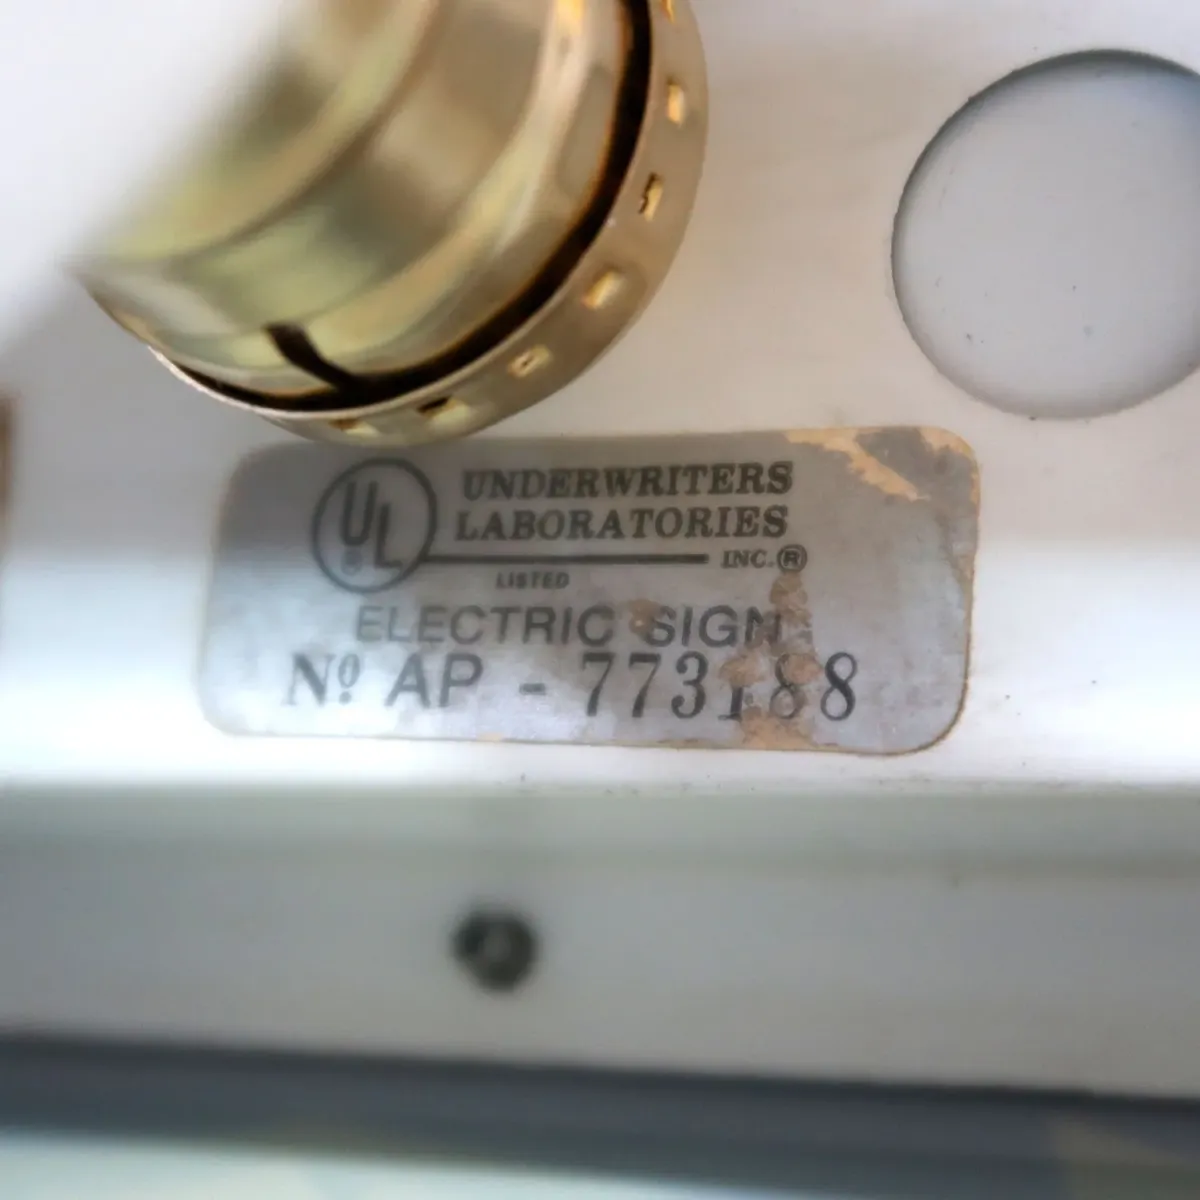 UL ®
UNDERWRITERS
LABORATORIES
INC.®
LISTED
ELECTRIC SIGN
Nº AP - 773188